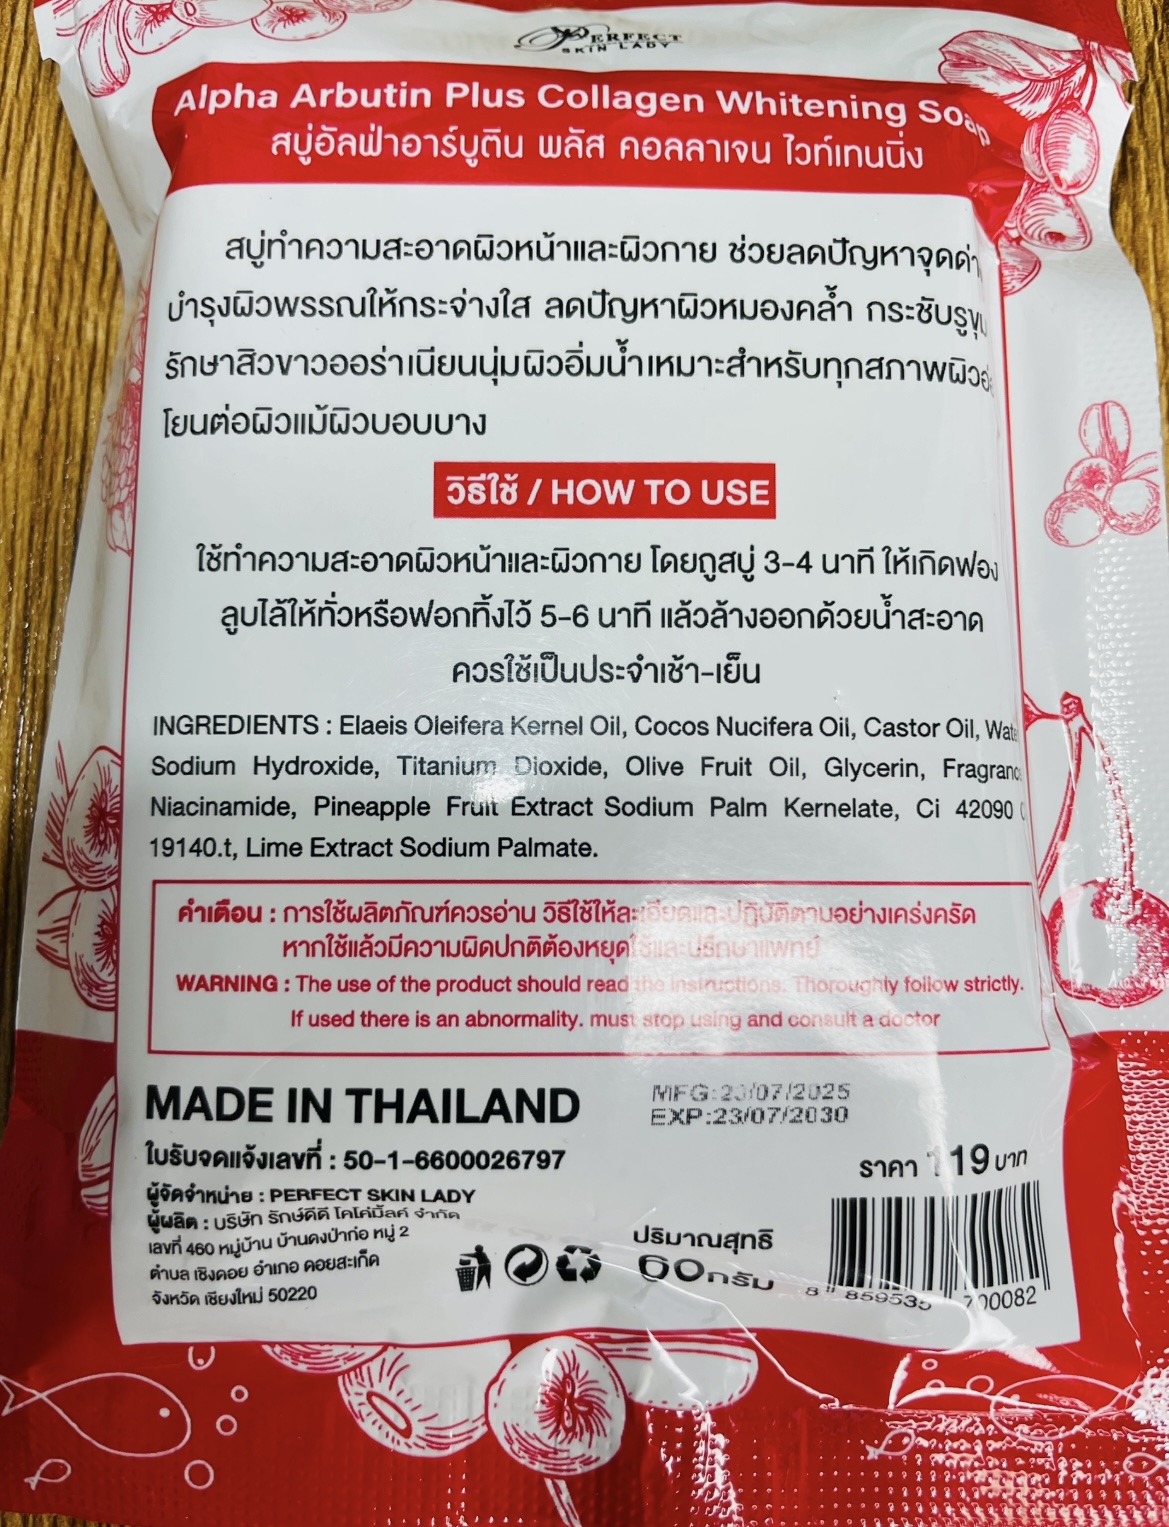 PERFECT
SKIN LADY
Alpha Arbutin Plus Collagen Whitening Soap
สบู่อัลฟ่าอาร์บูติน พลัส คอลลาเจน ไวท์เทนนิ่ง
สบู่ทำความสะอาดผิวหน้าและผิวกาย ช่วยลดปัญหาจุดด่า
บำรุงผิวพรรณให้กระจ่างใส ลดปัญหาผิวหมองคล้ำ กระชับรูขุม
รักษาสิวขาวออร่าเนียนนุ่มผิวอิ่มน้ำเหมาะสำหรับทุกสภาพผิวอ่
โยนต่อผิวแม้ผิวบอบบาง
วิธีใช้ / HOW TO USE
ใช้ทำความสะอาดผิวหน้าและผิวกาย โดยถูสบู่ 3-4 นาที ให้เกิดฟอง
ลูบไล้ให้ทั่วหรือฟอกทิ้งไว้ 5-6 นาที แล้วล้างออกด้วยน้ำสะอาด
ควรใช้เป็นประจำเช้า-เย็น
INGREDIENTS : Elaeis Oleifera Kernel Oil, Cocos Nucifera Oil, Castor Oil, Wate
Sodium Hydroxide, Titanium Dioxide, Olive Fruit Oil, Glycerin, Fragranc
Niacinamide, Pineapple Fruit Extract Sodium Palm Kernelate, Ci 42090
19140.t, Lime Extract Sodium Palmate.
คำเตือน : การใช้ผลิตภัณฑ์ควรอ่าน วิธีใช้ให้ละเอียดและปฏิบัติตามอย่างเคร่งครัด
หากใช้แล้วมีความผิดปกติต้องหยุดใช้และปรึกษาแพทย์
WARNING : The use of the product should read the instructions. Thoroughly follow strictly.
If used there is an abnormality. must stop using and consult a doctor
MADE IN THAILAND
MFG:23/07/2025
EXP:23/07/2030
ใบรับจดแจ้งเลขที่ : 50-1-6600026797
ราคา 119 บาท
ผู้จัดจำหน่าย : PERFECT SKIN LADY
ผู้ผลิต : บริษัท รักษ์ดีดี โคโค่มิ้ลค์ จำกัด
เลขที่ 460 หมู่บ้าน บ้านดงป่าก่อ หมู่ 2
ตำบล เชิงดอย อำเภอ ดอยสะเก็ด
จังหวัด เชียงใหม่ 50220
ปริมาณสุทธิ
60กรัม
8 859535 700082